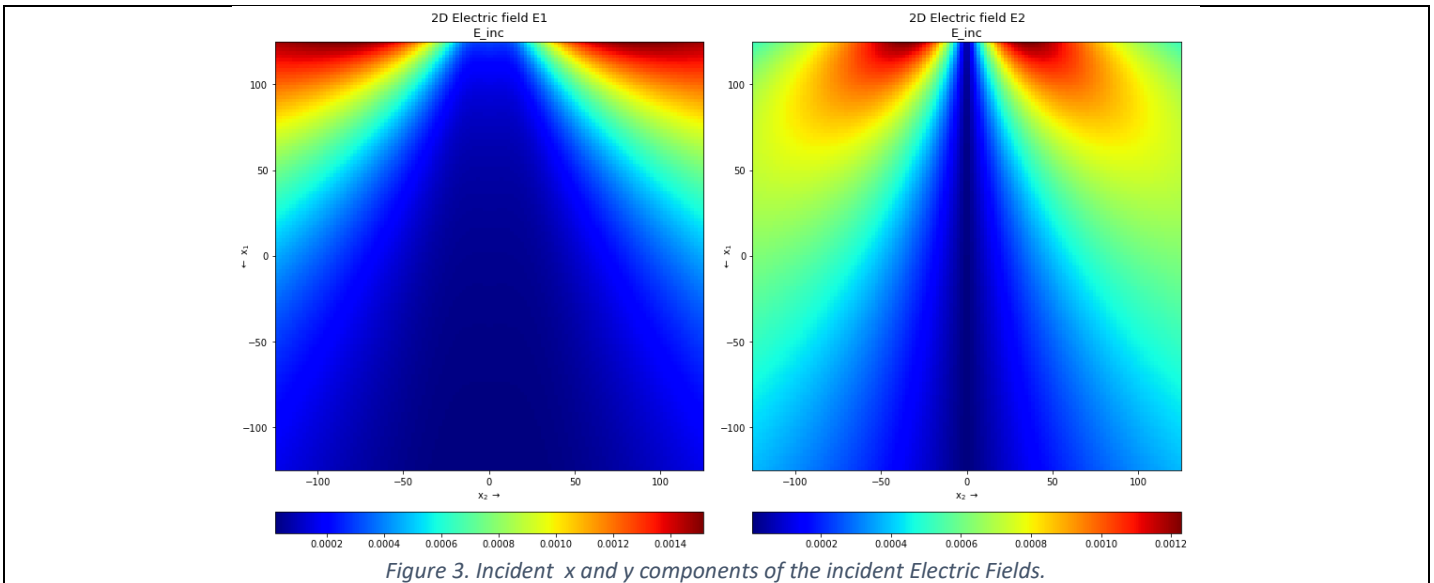 2D Electric field E1
E_inc
100
50
0
−50
−100
← x₁
−100 −50 0 50 100
x₂ →
0.0002 0.0004 0.0006 0.0008 0.0010 0.0012 0.0014
2D Electric field E2
E_inc
100
50
0
−50
−100
← x₁
−100 −50 0 50 100
x₂ →
0.0002 0.0004 0.0006 0.0008 0.0010 0.0012
Figure 3. Incident x and y components of the incident Electric Fields.